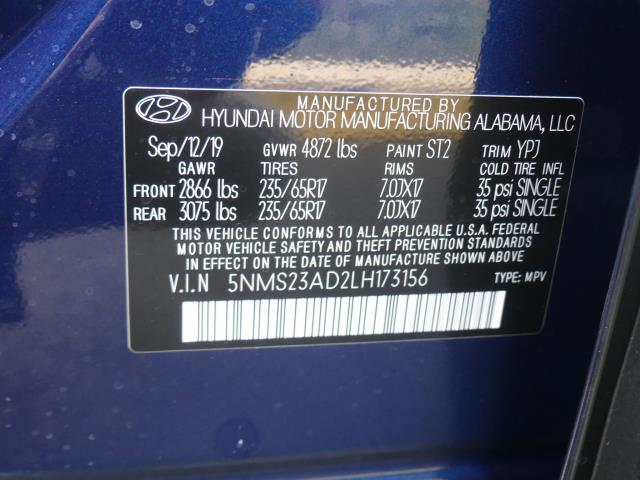 MANUFACTURED BY
HYUNDAI MOTOR MANUFACTURING ALABAMA, LLC
Sep/12/19 GVWR 4872 lbs PAINT ST2 TRIM YPJ
GAWR TIRES RIMS COLD TIRE INFL
FRONT 2866 lbs 235/65R17 7.0JX17 35 psi SINGLE
REAR 3075 lbs 235/65R17 7.0JX17 35 psi SINGLE
THIS VEHICLE CONFORMS TO ALL APPLICABLE U.S.A. FEDERAL
MOTOR VEHICLE SAFETY AND THEFT PREVENTION STANDARDS
IN EFFECT ON THE DATE OF MANUFACTURE SHOWN ABOVE
V.I.N 5NMS23AD2LH173156 TYPE: MPV